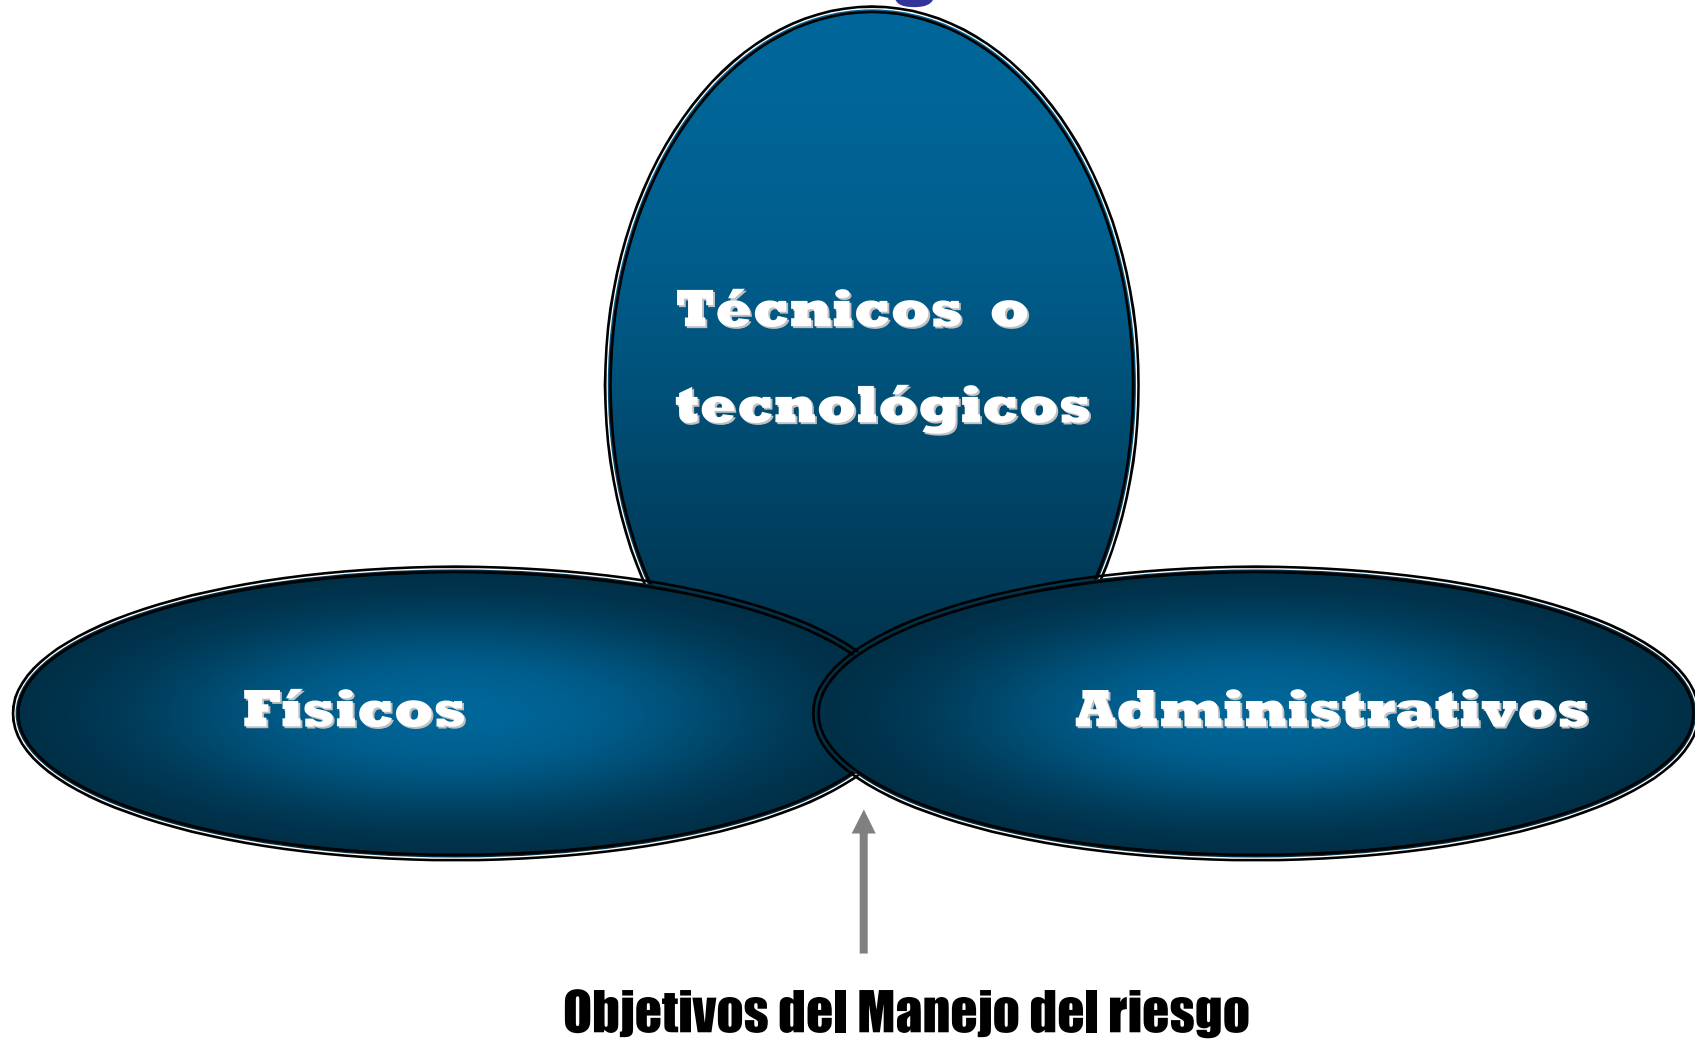 Técnicos o
tecnológicos
Físicos
Administrativos
Objetivos del Manejo del riesgo